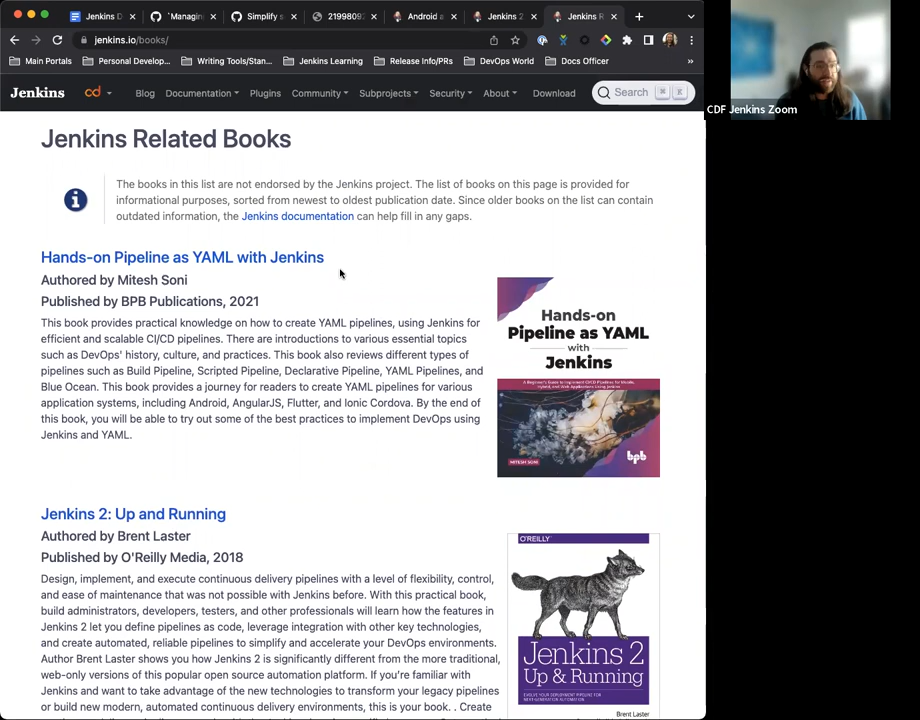 Jenkins D
`Managin
Simplify s
2199809
Android a
Jenkins 2
Jenkins R
jenkins.io/books/
Main Portals
Personal Develop...
Writing Tools/Stan...
Jenkins Learning
Release Info/PRs
DevOps World
Docs Officer
»
Jenkins
cd
Blog
Documentation
Plugins
Community
Subprojects
Security
About
Download
Search
⌘
K
CDF Jenkins Zoom
Jenkins Related Books
The books in this list are not endorsed by the Jenkins project. The list of books on this page is provided for
informational purposes, sorted from newest to oldest publication date. Since older books on the list can contain
outdated information, the Jenkins documentation can help fill in any gaps.
Hands-on Pipeline as YAML with Jenkins
Authored by Mitesh Soni
Published by BPB Publications, 2021
This book provides practical knowledge on how to create YAML pipelines, using Jenkins for
efficient and scalable CI/CD pipelines. There are introductions to various essential topics
such as DevOps' history, culture, and practices. This book also reviews different types of
pipelines such as Build Pipeline, Scripted Pipeline, Declarative Pipeline, YAML Pipelines, and
Blue Ocean. This book provides a journey for readers to create YAML pipelines for various
application systems, including Android, AngularJS, Flutter, and Ionic Cordova. By the end of
this book, you will be able to try out some of the best practices to implement DevOps using
Jenkins and YAML.
Hands-on
Pipeline as YAML
with
Jenkins
MITESH SONI
bpb
Jenkins 2: Up and Running
Authored by Brent Laster
Published by O'Reilly Media, 2018
Design, implement, and execute continuous delivery pipelines with a level of flexibility, control,
and ease of maintenance that was not possible with Jenkins before. With this practical book,
build administrators, developers, testers, and other professionals will learn how the features in
Jenkins 2 let you define pipelines as code, leverage integration with other key technologies,
and create automated, reliable pipelines to simplify and accelerate your DevOps environments.
Author Brent Laster shows you how Jenkins 2 is significantly different from the more traditional,
web-only versions of this popular open source automation platform. If you're familiar with
Jenkins and want to take advantage of the new technologies to transform your legacy pipelines
or build new modern, automated continuous delivery environments, this is your book. . Create
O'REILLY
Jenkins 2
Up & Running
EVOLVE YOUR DEPLOYMENT PIPELINE FOR
NEXT-GENERATION AUTOMATION
Brent Laster